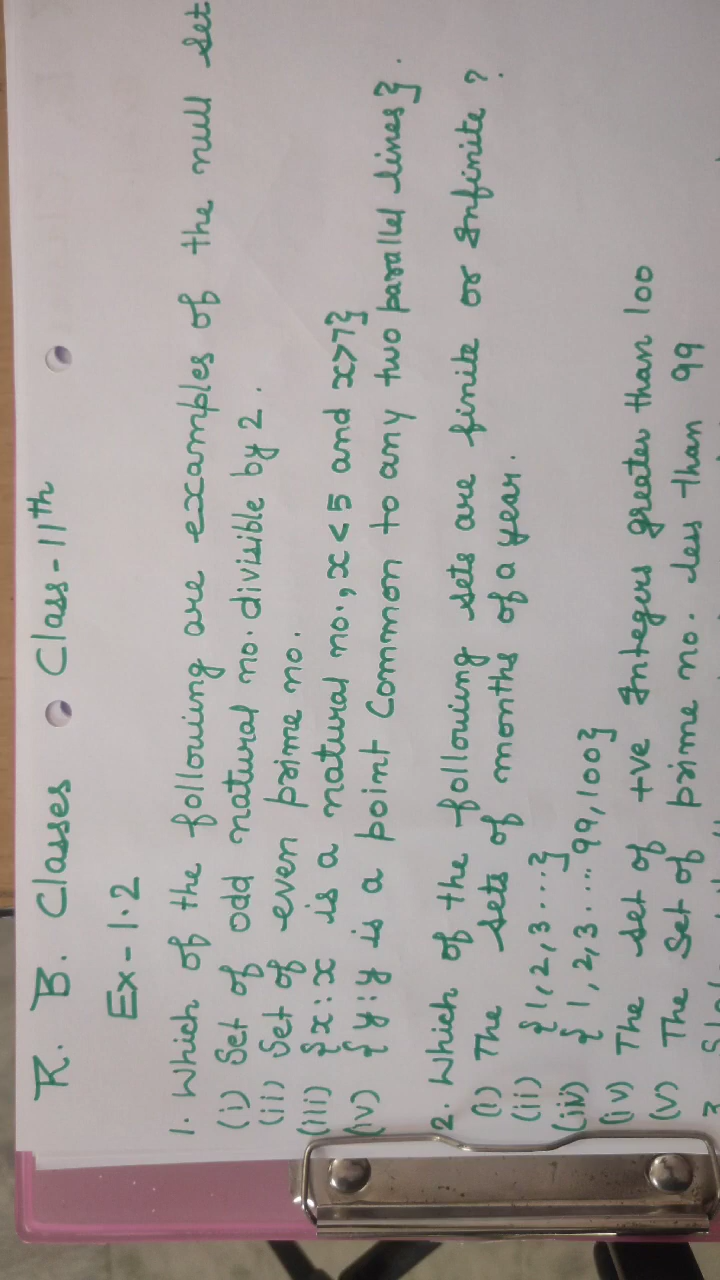 R. B. Classes Class-11th
Ex-1.2
1. Which of the following are examples of the null set
(i) Set of odd natural no. divisible by 2.
(ii) Set of even prime no.
(iii) {x:x is a natural no., x<5 and x>7}
(iv) {y:y is a point Common to any two parallel lines}.
2. Which of the following sets are finite or Infinite?
(i) The sets of months of a year.
(ii) {1,2,3...}
(iii) {1,2,3....99,100}
(iv) The set of +ve Integers greater than 100
(v) The Set of prime no. less than 99
3